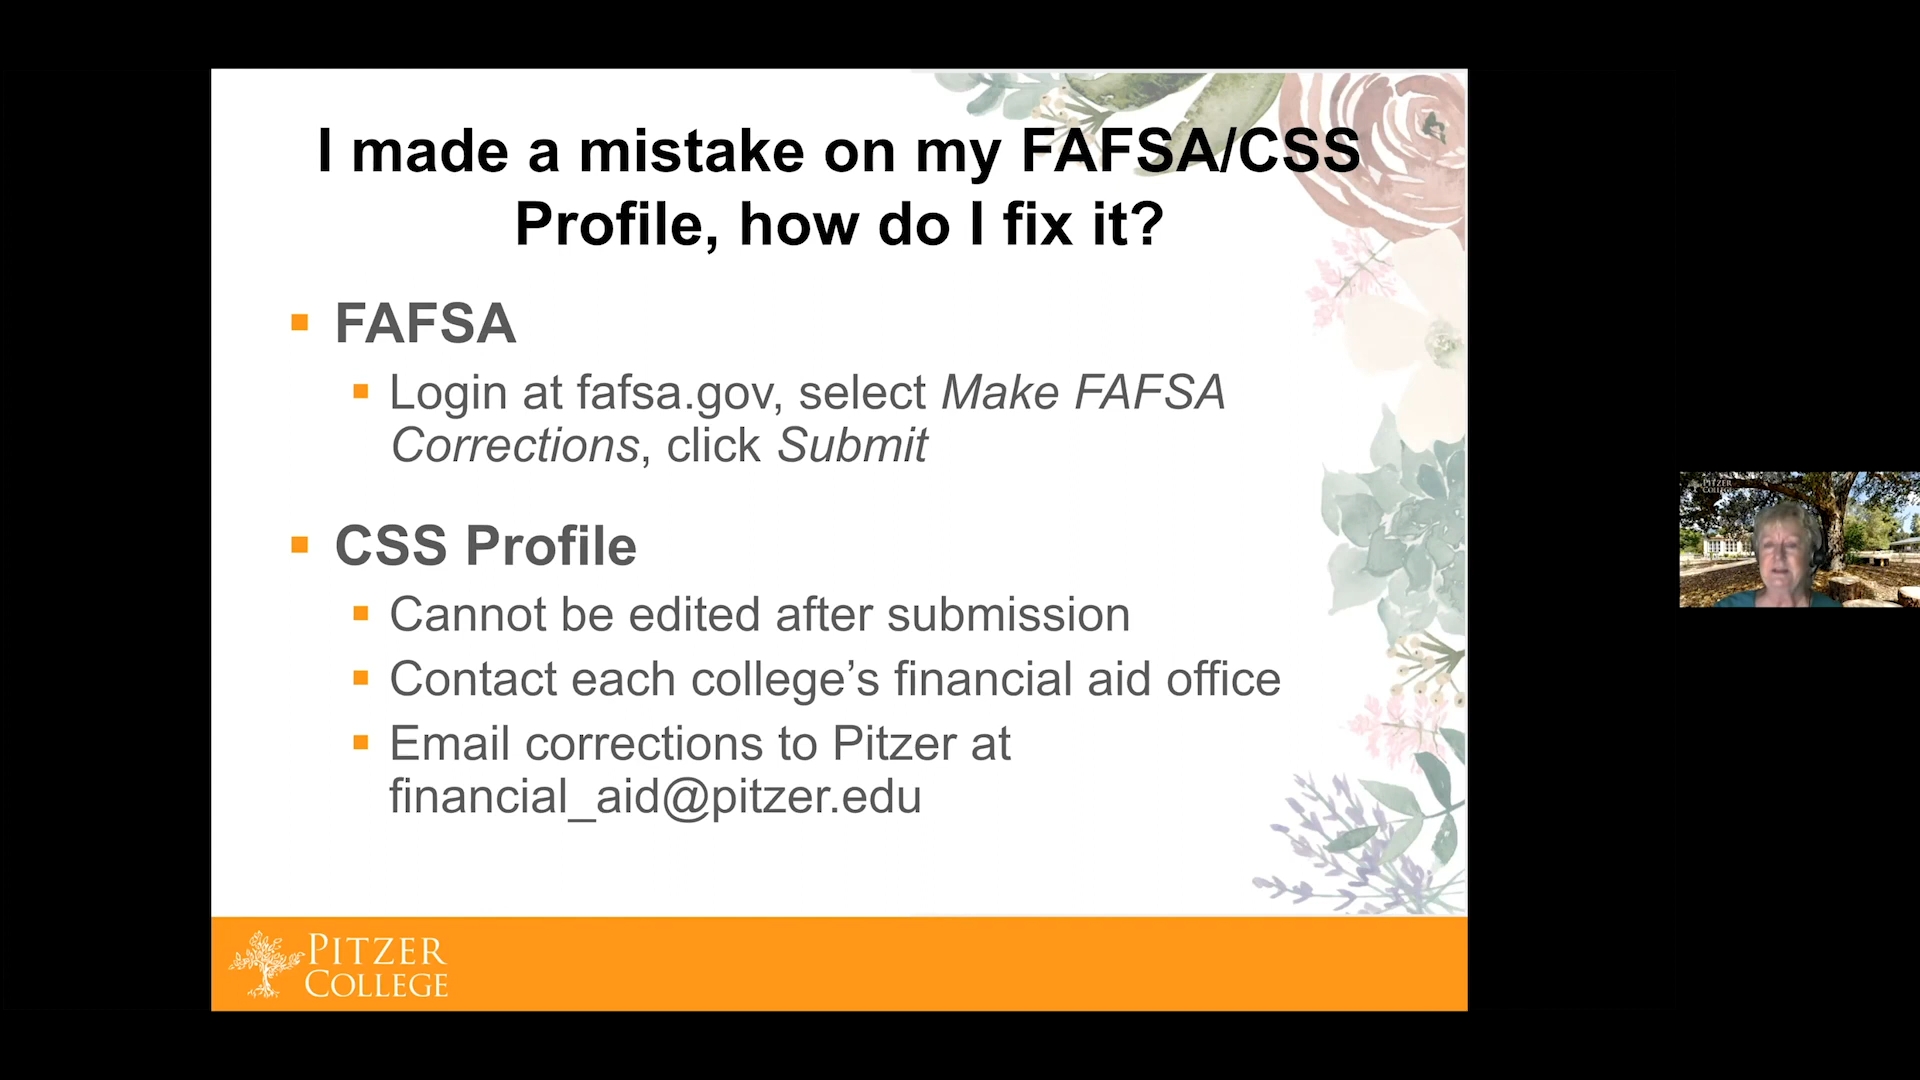 I made a mistake on my FAFSA/CSS
Profile, how do I fix it?
FAFSA
Login at fafsa.gov, select Make FAFSA
Corrections, click Submit
CSS Profile
Cannot be edited after submission
Contact each college’s financial aid office
Email corrections to Pitzer at
financial_aid@pitzer.edu
PITZER
COLLEGE
PITZER
COLLEGE